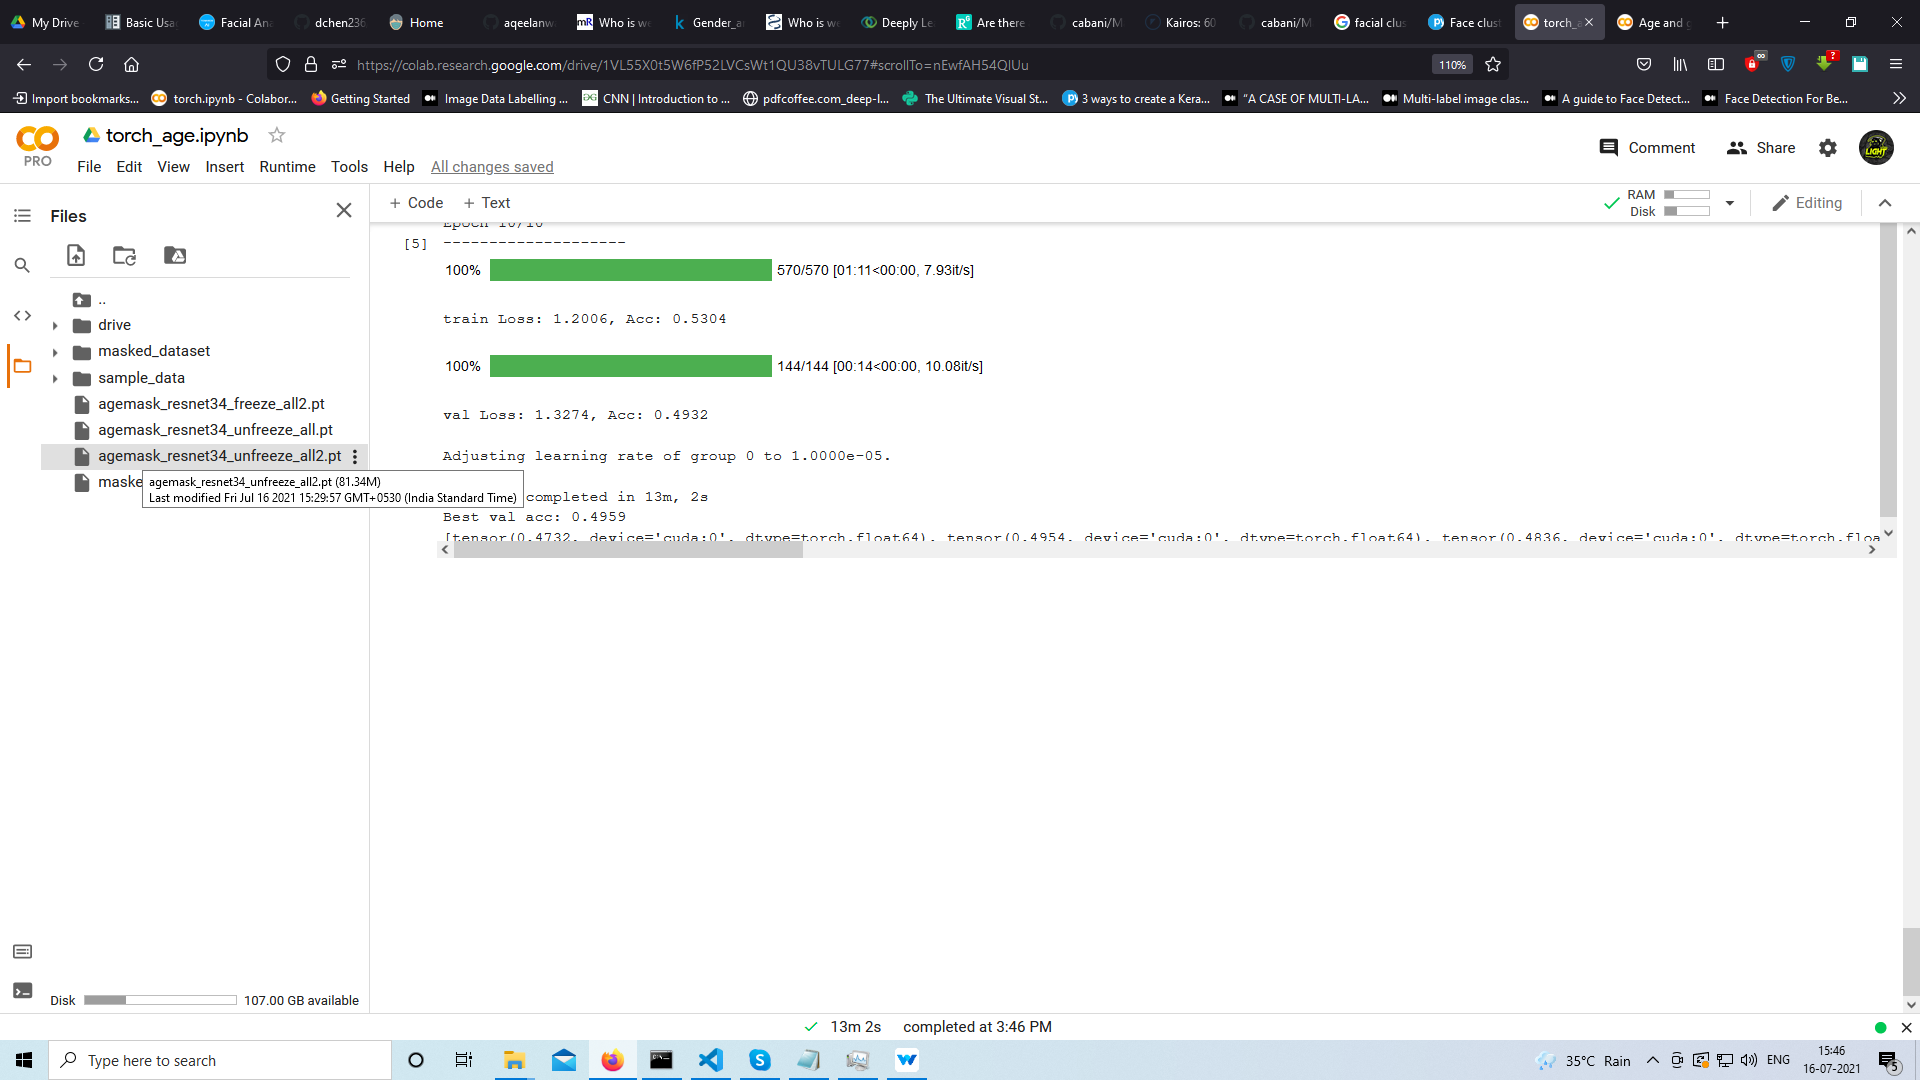 My Drive
Basic Usa
Facial Ana
dchen236
Home
aqeelanwa
Who is we
Gender_a
Who is we
Deeply Le
Are there
cabani/M
Kairos: 60
cabani/M
facial clus
Face clust
torch_a
Age and g
https://colab.research.google.com/drive/1VL55X0t5W6fP52LVCsWt1QU38vTULG77#scrollTo=nEwfAH54QIUu
110%
Import bookmarks...
torch.ipynb - Colabor...
Getting Started
Image Data Labelling ...
CNN | Introduction to ...
pdfcoffee.com_deep-l...
The Ultimate Visual St...
3 ways to create a Kera...
"A CASE OF MULTI-LA...
Multi-label image clas...
A guide to Face Detect...
Face Detection For Be...
PRO
torch_age.ipynb
File Edit View Insert Runtime Tools Help All changes saved
Comment
Share
LIGHT
Files
+ Code + Text
RAM
Disk
Editing
..
drive
masked_dataset
sample_data
agemask_resnet34_freeze_all2.pt
agemask_resnet34_unfreeze_all.pt
agemask_resnet34_unfreeze_all2.pt
maske
agemask_resnet34_unfreeze_all2.pt (81.34M)
Last modified Fri Jul 16 2021 15:29:57 GMT+0530 (India Standard Time)
Disk 107.00 GB available
Epoch 10/10
[5] --------------------
100% 570/570 [01:11<00:00, 7.93it/s]
train Loss: 1.2006, Acc: 0.5304
100% 144/144 [00:14<00:00, 10.08it/s]
val Loss: 1.3274, Acc: 0.4932
Adjusting learning rate of group 0 to 1.0000e-05.
completed in 13m, 2s
Best val acc: 0.4959
[tensor(0.4732, device='cuda:0', dtype=torch.float64), tensor(0.4954, device='cuda:0', dtype=torch.float64), tensor(0.4836, device='cuda:0', dtype=torch.floa
13m 2s completed at 3:46 PM
Type here to search
35°C Rain
ENG
15:46
16-07-2021
5